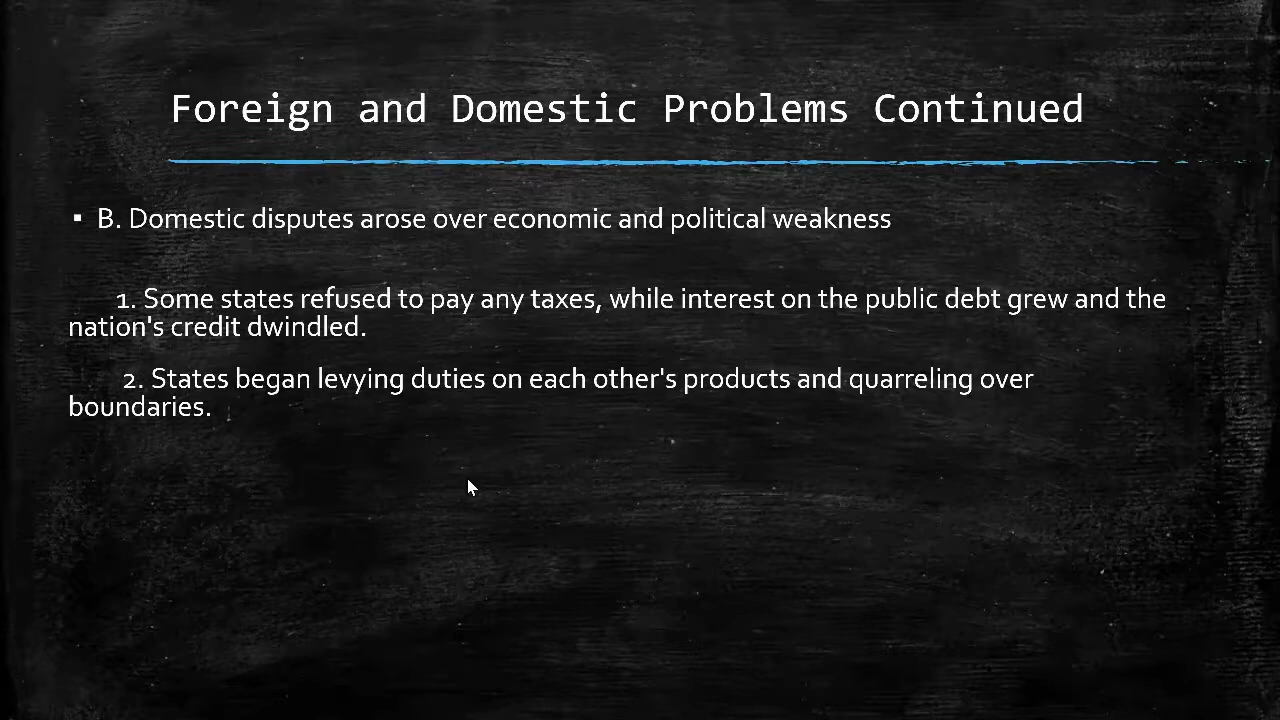 Foreign and Domestic Problems Continued
▪ B. Domestic disputes arose over economic and political weakness
1. Some states refused to pay any taxes, while interest on the public debt grew and the
nation's credit dwindled.
2. States began levying duties on each other's products and quarreling over
boundaries.